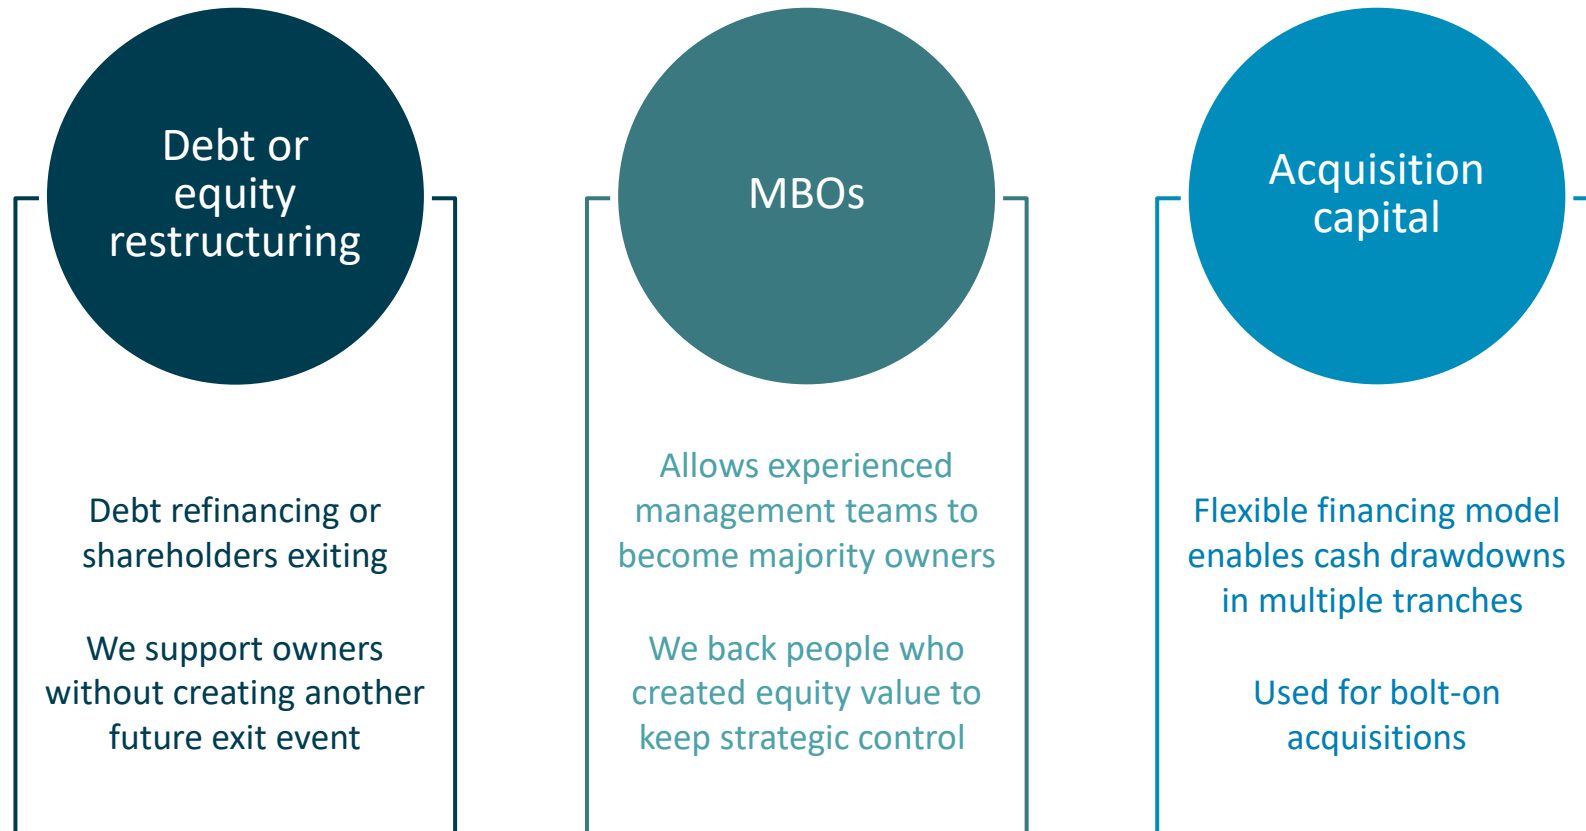 Debt or
equity
restructuring
Debt refinancing or
shareholders exiting
We support owners
without creating another
future exit event
MBOs
Allows experienced
management teams to
become majority owners
We back people who
created equity value to
keep strategic control
Acquisition
capital
Flexible financing model
enables cash drawdowns
in multiple tranches
Used for bolt-on
acquisitions